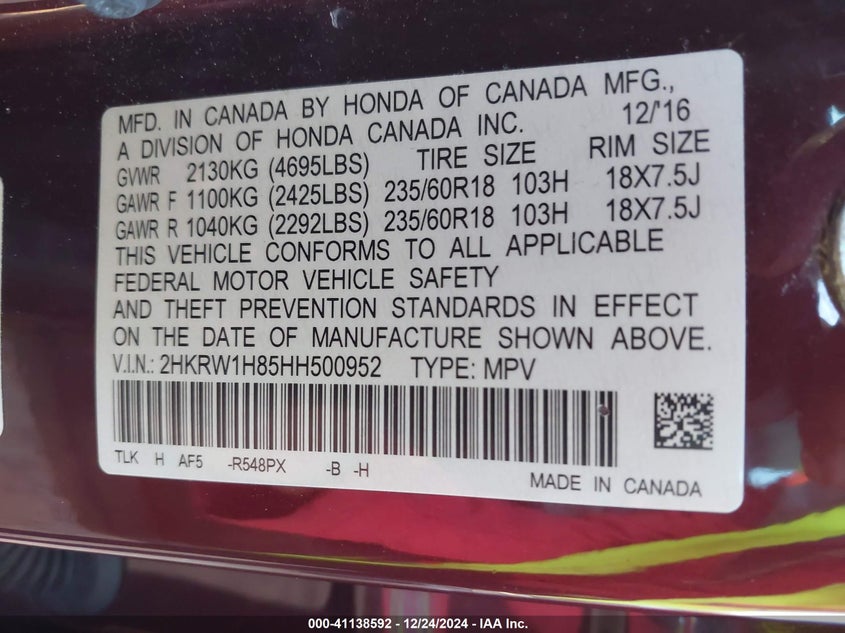 MFD. IN CANADA BY HONDA OF CANADA MFG.,
A DIVISION OF HONDA CANADA INC. 12/'16
GVWR 2130KG (4695LBS) TIRE SIZE RIM SIZE
GAWR F 1100KG (2425LBS) 235/60R18 103H 18X7.5J
GAWR R 1040KG (2292LBS) 235/60R18 103H 18X7.5J
THIS VEHICLE CONFORMS TO ALL APPLICABLE
FEDERAL MOTOR VEHICLE SAFETY
AND THEFT PREVENTION STANDARDS IN EFFECT
ON THE DATE OF MANUFACTURE SHOWN ABOVE.
V.I.N.: 2HKRW1H85HH500952 TYPE: MPV
TLK H AF5 -R548PX -B -H
MADE IN CANADA
000-41138592 - 12/24/2024 - IAA Inc.